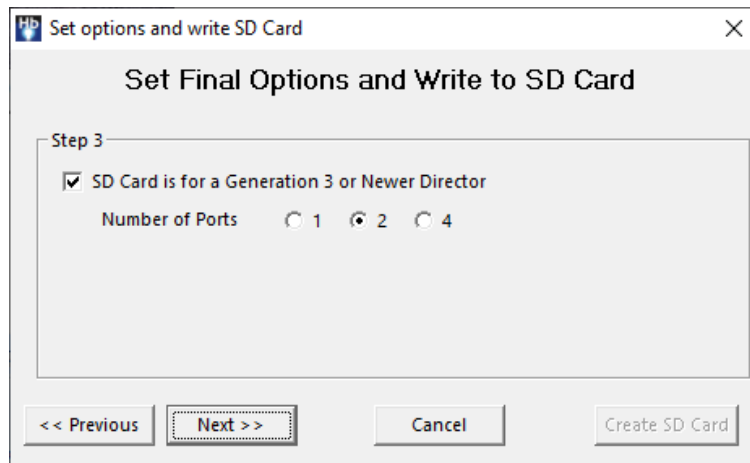 Set options and write SD Card
Set Final Options and Write to SD Card
Step 3
SD Card is for a Generation 3 or Newer Director
Number of Ports 1 2 4
<< Previous Next >> Cancel Create SD Card